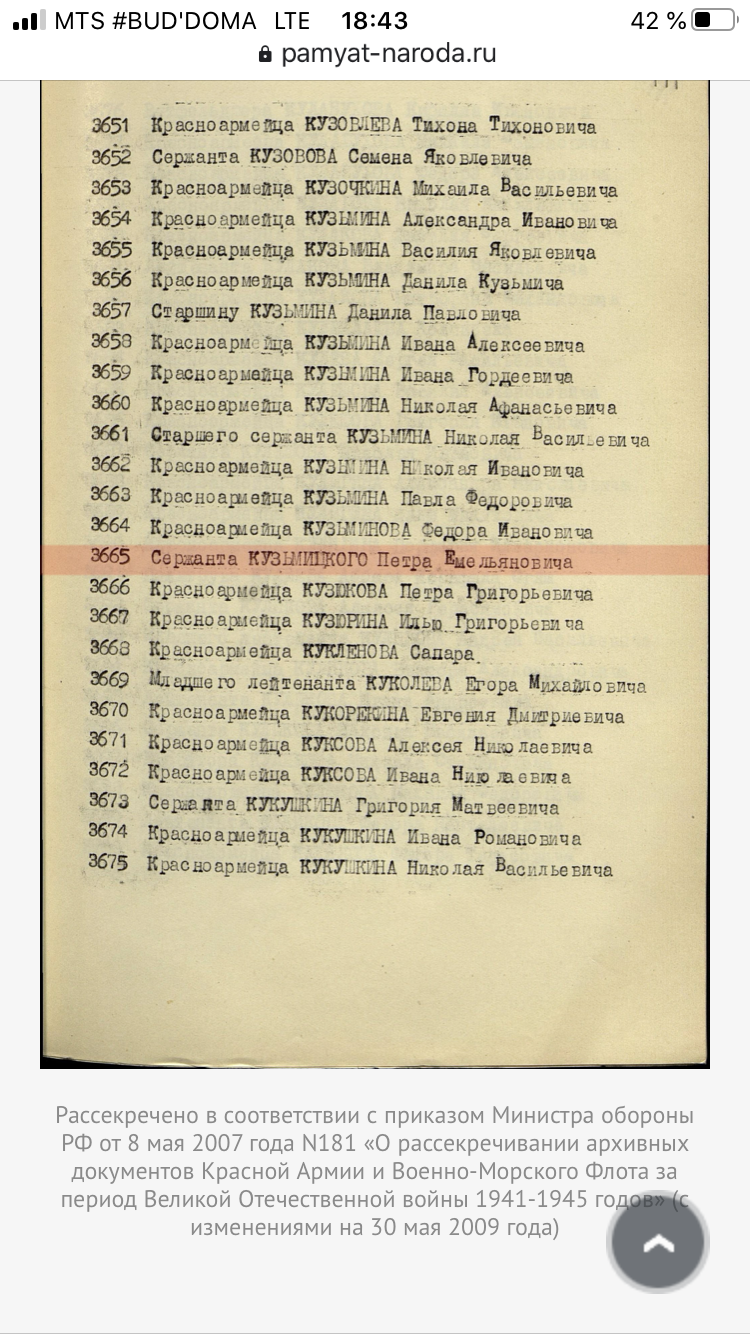 MTS #BUD'DOMA LTE 18:43 42 %
pamyat-naroda.ru
3651 Красноармейца КУЗОВЛЕВА Тихона Тихоновича
3652 Сержанта КУЗОВОВА Семена Яковлевича
3653 Красноармейца КУЗОЧКИНА Михаила Васильевича
3654 Красноармейца КУЗЬМИНА Александра Ивановича
3655 Красноармейца КУЗЬМИНА Василия Яковлевича
3656 Красноармейца КУЗЬМИНА Данила Кузьмича
3657 Старшину КУЗЬМИНА Данила Павловича
3658 Красноармейца КУЗЬМИНА Ивана Алексеевича
3659 Красноармейца КУЗЬМИНА Ивана Гордеевича
3660 Красноармейца КУЗЬМИНА Николая Афанасьевича
3661 Старшего сержанта КУЗЬМИНА Николая Васильевича
3662 Красноармейца КУЗЬМИНА Николая Ивановича
3663 Красноармейца КУЗЬМИНА Павла Федоровича
3664 Красноармейца КУЗЬМИНОВА Федора Ивановича
3665 Сержанта КУЗЬМИЦКОГО Петра Емельяновича
3666 Красноармейца КУЗЮКОВА Петра Григорьевича
3667 Красноармейца КУЗЮРИНА Илью Григорьевича
3668 Красноармейца КУКЛЕНОВА Сапара
3669 Младшего лейтенанта КУКОЛЕВА Егора Михайловича
3670 Красноармейца КУКОРЕКИНА Евгения Дмитриевича
3671 Красноармейца КУКСОВА Алексея Николаевича
3672 Красноармейца КУКСОВА Ивана Николаевича
3673 Сержанта КУКУШКИНА Григория Матвеевича
3674 Красноармейца КУКУШКИНА Ивана Романовича
3675 Красноармейца КУКУШКИНА Николая Васильевича
Рассекречено в соответствии с приказом Министра обороны
РФ от 8 мая 2007 года N181 «О рассекречивании архивных
документов Красной Армии и Военно-Морского Флота за
период Великой Отечественной войны 1941-1945 годов» (с
изменениями на 30 мая 2009 года)